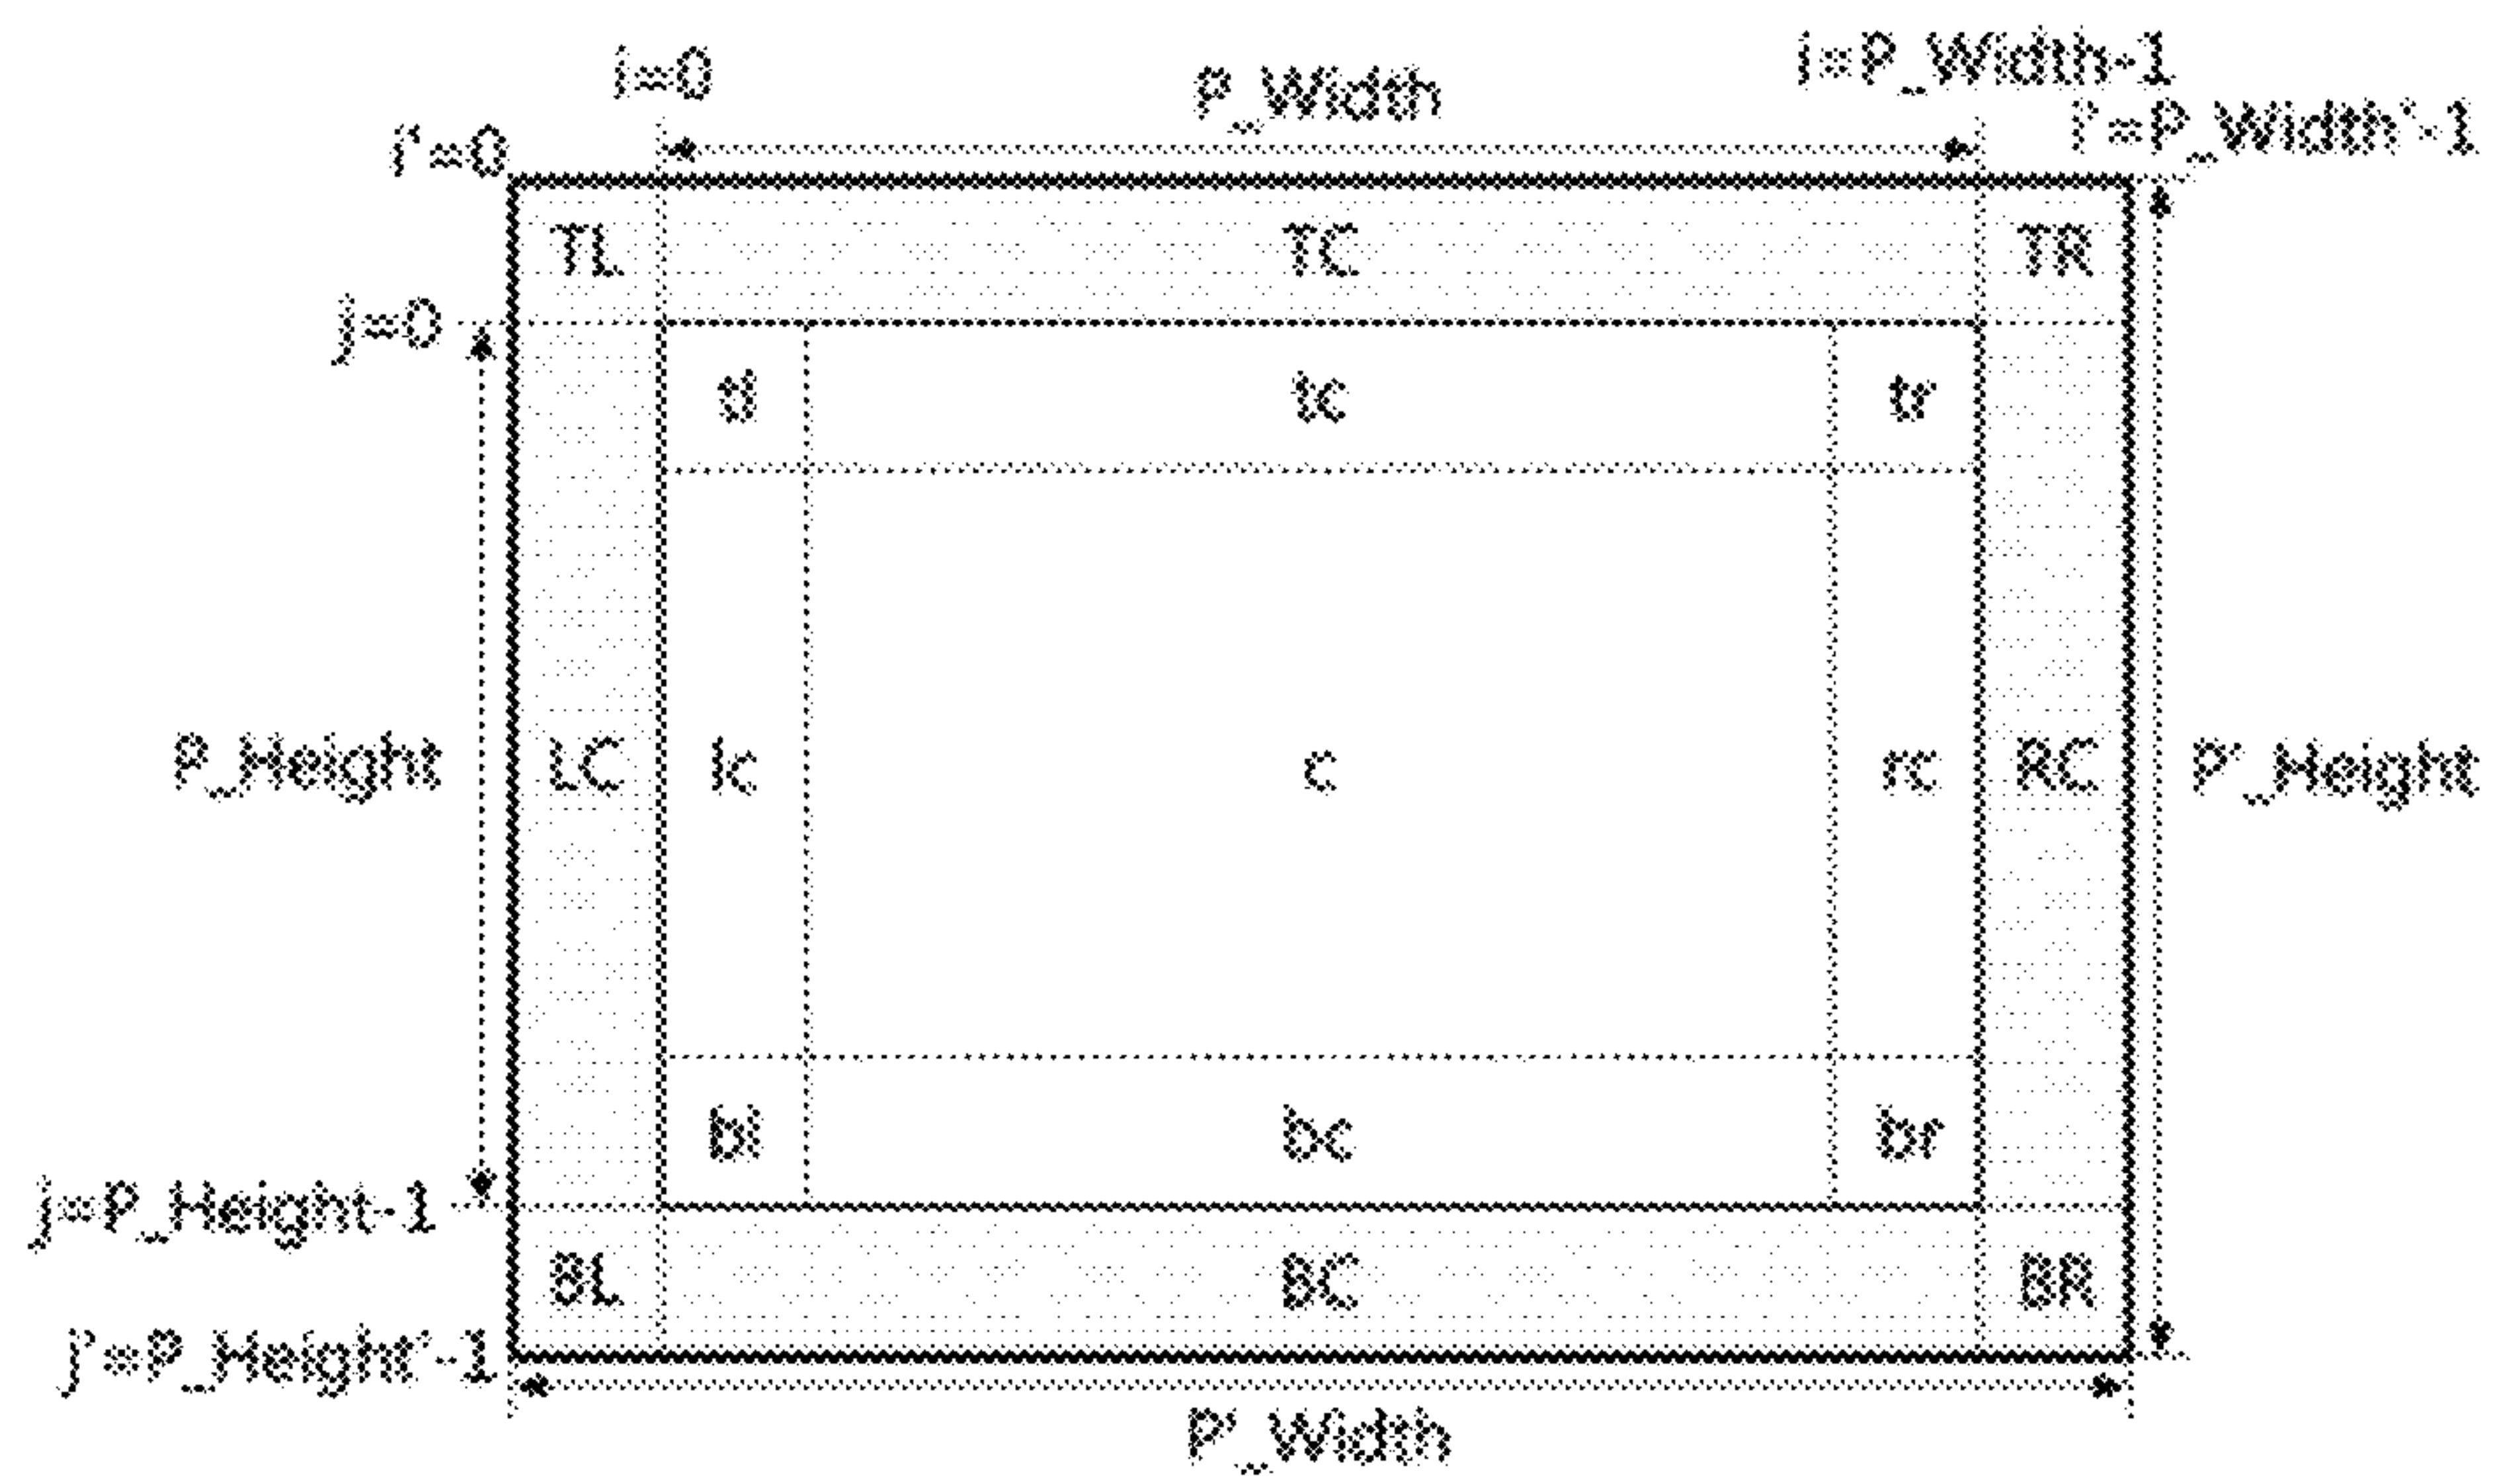 i=0
P_Width
i=P_Width-1
i'=0
i'=P_Width'-1
TL TC TR
j=0
tl tc tr
P_Height
LC lc c rc RC
P'_Height
bl bc br
j=P_Height-1
BL BC BR
j'=P_Height'-1
P'_Width